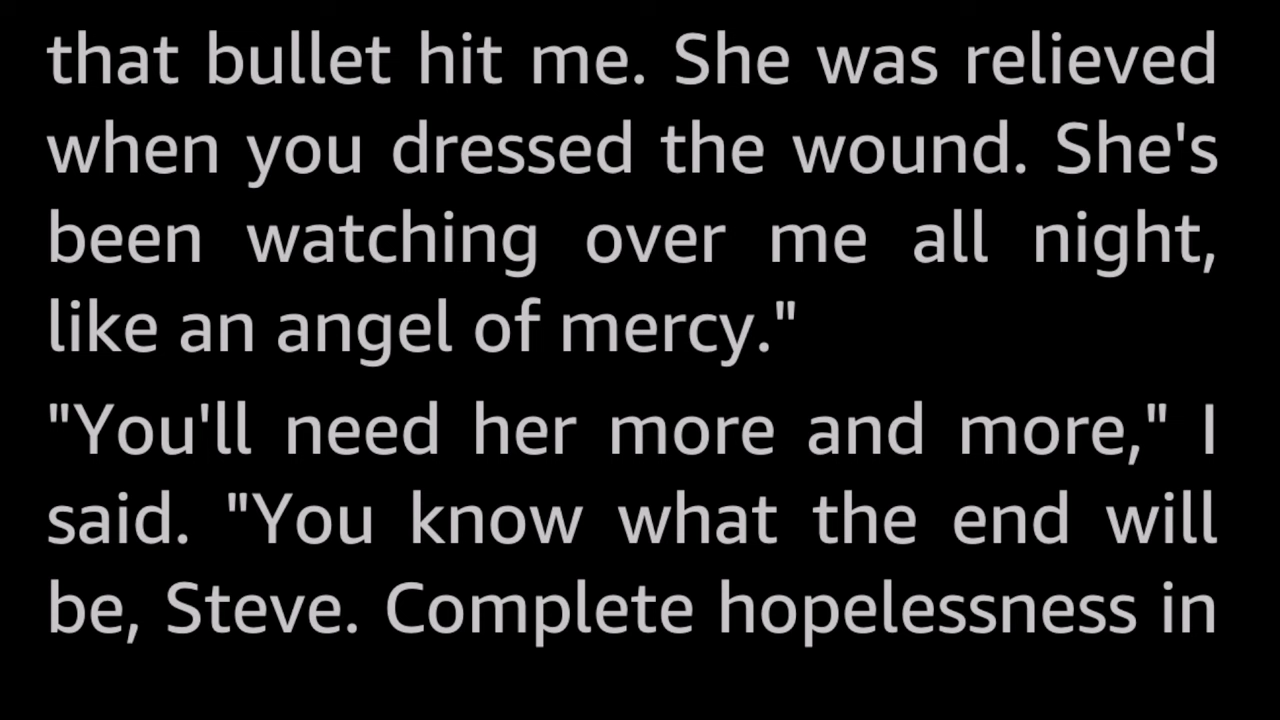 that bullet hit me. She was relieved
when you dressed the wound. She's
been watching over me all night,
like an angel of mercy."
"You'll need her more and more," I
said. "You know what the end will
be, Steve. Complete hopelessness in